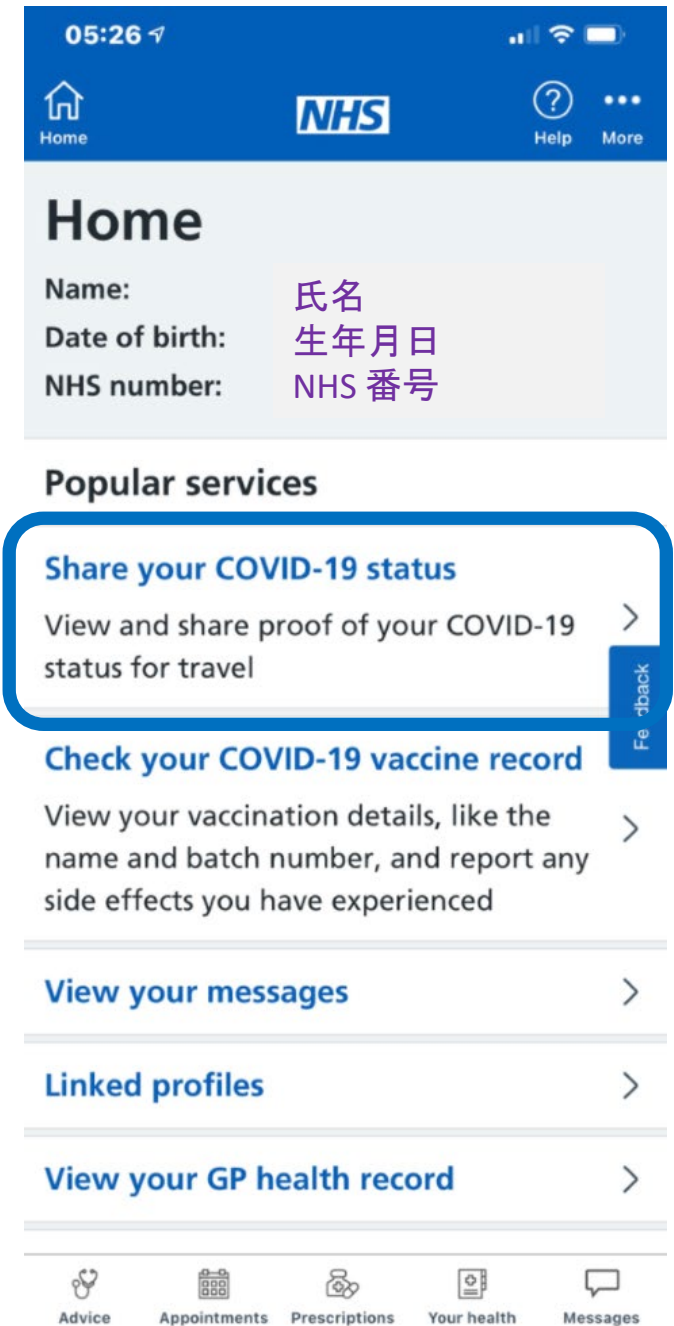 05:26
NHS
Home
Help
More
Home
Name: 氏名
Date of birth: 生年月日
NHS number: NHS 番号
Popular services
Share your COVID-19 status
View and share proof of your COVID-19
status for travel
Feedback
Check your COVID-19 vaccine record
View your vaccination details, like the
name and batch number, and report any
side effects you have experienced
View your messages
Linked profiles
View your GP health record
Advice
Appointments
Prescriptions
Your health
Messages